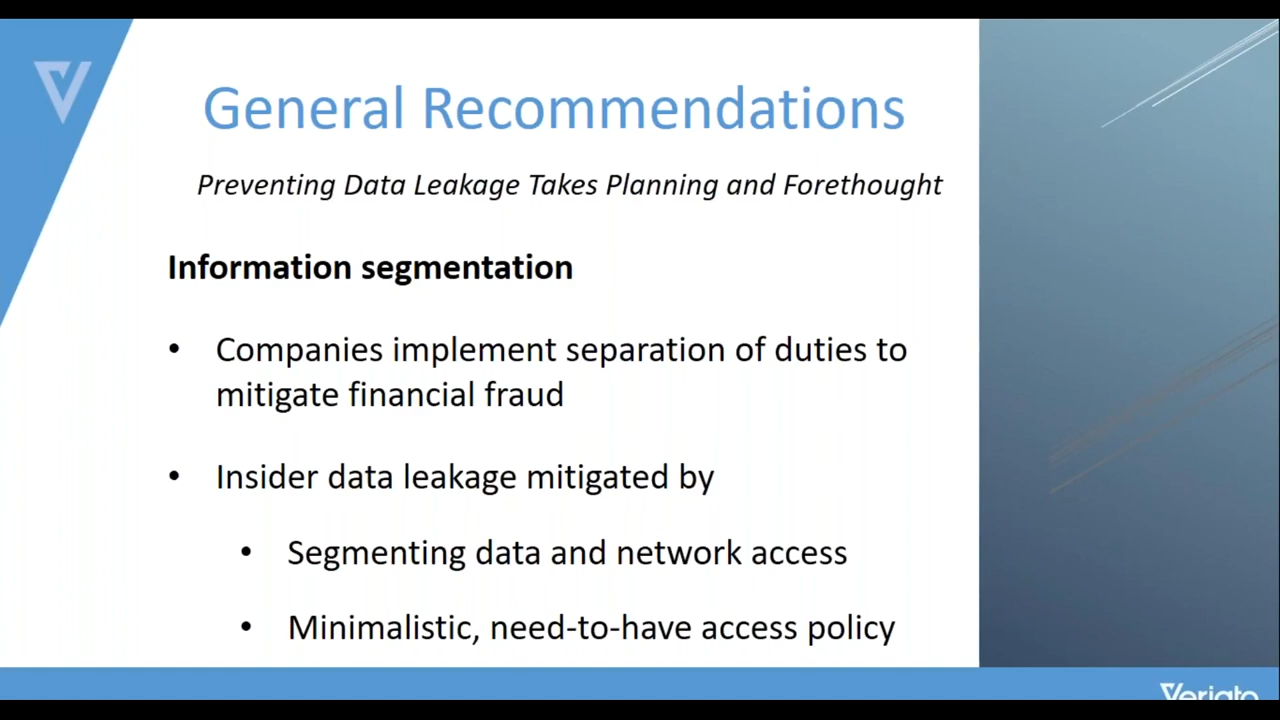 General Recommendations
Preventing Data Leakage Takes Planning and Forethought
Information segmentation
• Companies implement separation of duties to
mitigate financial fraud
• Insider data leakage mitigated by
• Segmenting data and network access
• Minimalistic, need-to-have access policy
Veriato